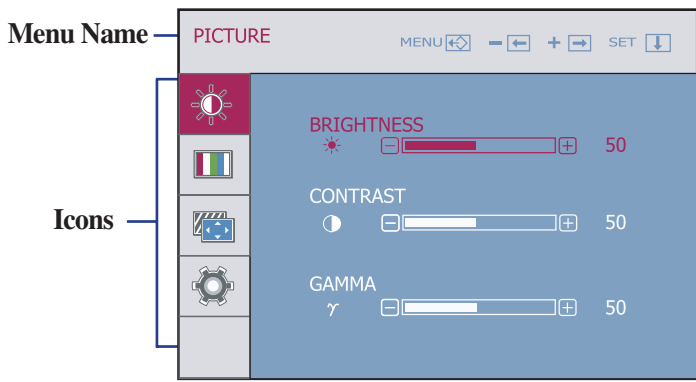 Menu Name
PICTURE
MENU - + SET
Icons
BRIGHTNESS
50
CONTRAST
50
GAMMA
γ 50